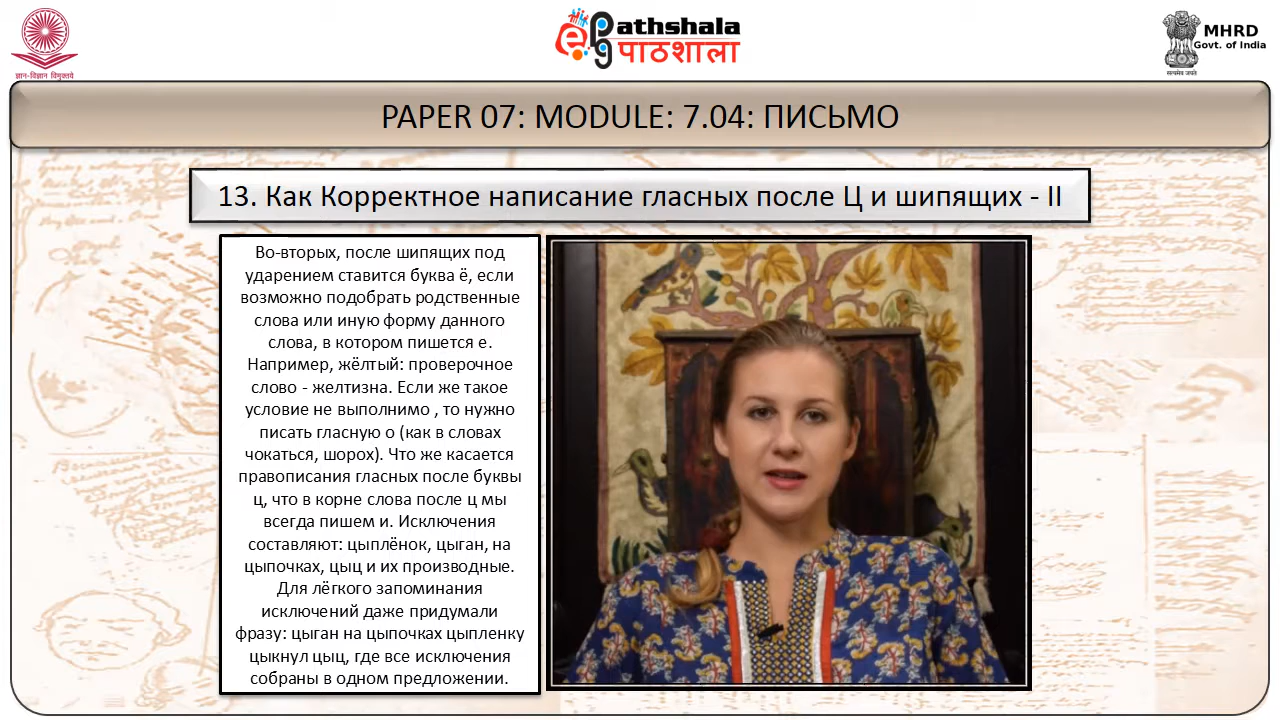 ज्ञान-विज्ञान विमुक्तये
ePathshala
पाठशाला
MHRD
Govt. of India
सत्यमेव जयते
PAPER 07: MODULE: 7.04: ПИСЬМО
13. Как Корректное написание гласных после Ц и шипящих - II
Во-вторых, после шипящих под
ударением ставится буква ё, если
возможно подобрать родственные
слова или иную форму данного
слова, в котором пишется е.
Например, жёлтый: проверочное
слово - желтизна. Если же такое
условие не выполнимо , то нужно
писать гласную о (как в словах
чокаться, шорох). Что же касается
правописания гласных после буквы
ц, что в корне слова после ц мы
всегда пишем и. Исключения
составляют: цыплёнок, цыган, на
цыпочках, цыц и их производные.
Для лёгкого запоминания
исключений даже придумали
фразу: цыган на цыпочках цыпленку
цыкнул цыц, где все исключения
собраны в одном предложении.